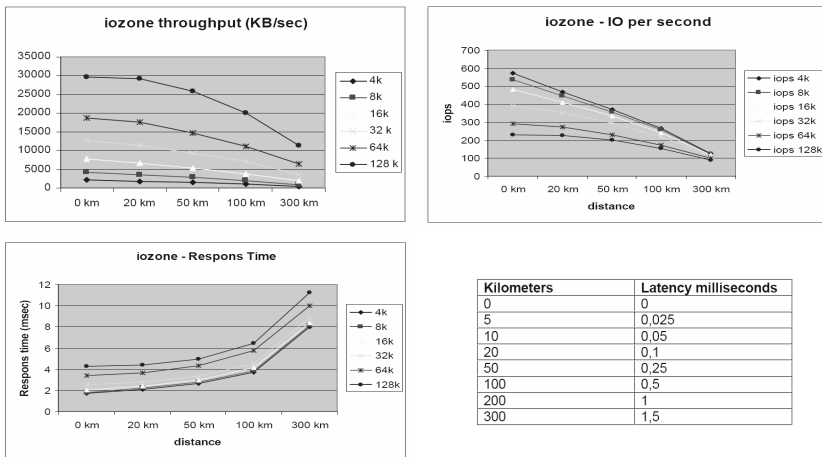 iozone throughput (KB/sec)
35000
30000
25000
20000
15000
10000
5000
0
0 km 20 km 50 km 100 km 300 km
4k
8k
16k
32 k
64k
128 k
iozone - IO per second
iops
700
600
500
400
300
200
100
0
0 km 20 km 50 km 100 km 300 km
distance
iops 4k
iops 8k
iops 16k
iops 32k
iops 64k
iops 128k
iozone - Respons Time
Respons time (msec)
12
10
8
6
4
2
0
0 km 20 km 50 km 100 km 300 km
distance
4k
8k
16k
32k
64k
128k
Kilometers Latency milliseconds
0 0
5 0,025
10 0,05
20 0,1
50 0,25
100 0,5
200 1
300 1,5